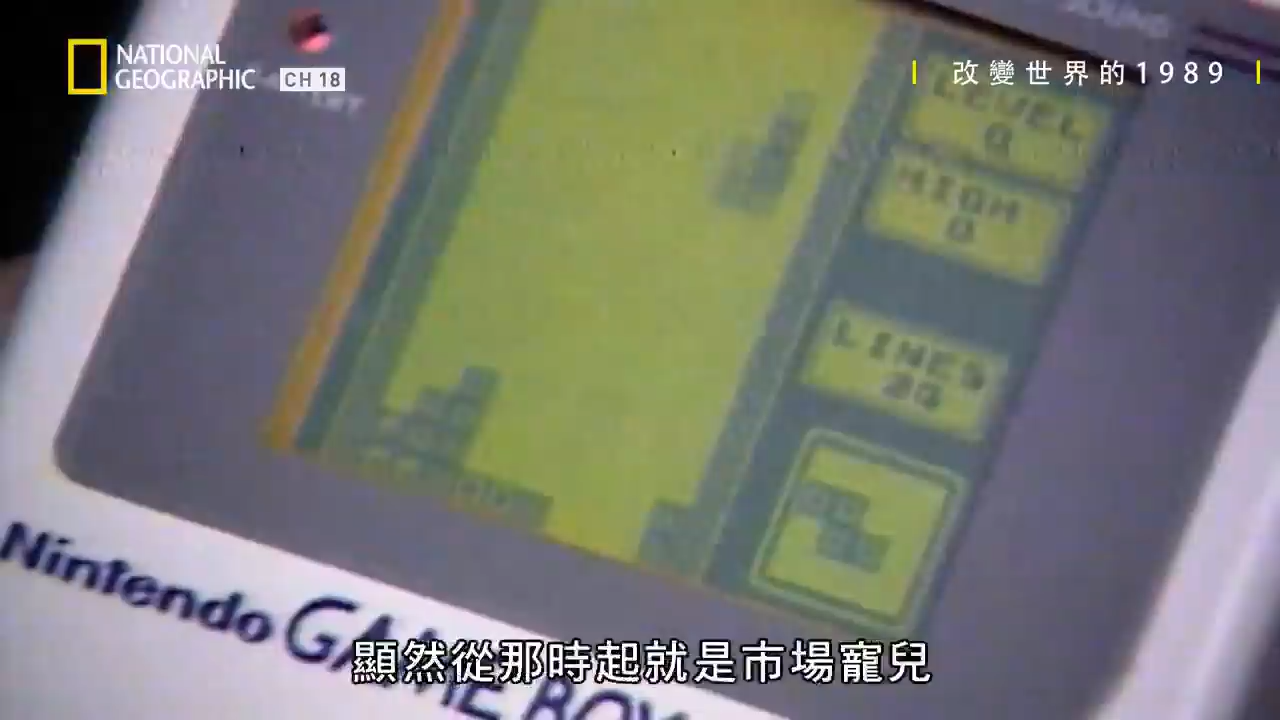 NATIONAL
GEOGRAPHIC
CH 18
改變世界的1989
LEVEL
0
HIGH
0
LINES
Nintendo GAME BOY
顯然從那時起就是市場寵兒